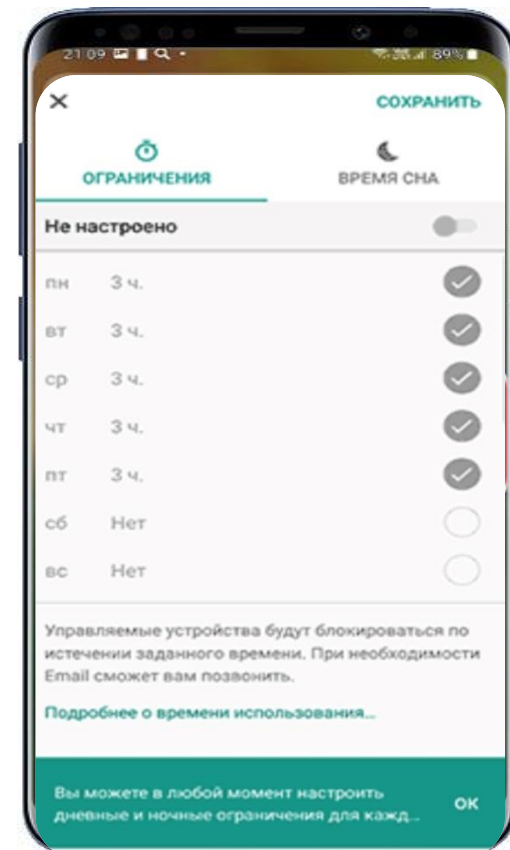 21:09 89%
СОХРАНИТЬ
ОГРАНИЧЕНИЯ ВРЕМЯ СНА
Не настроено
пн 3 ч.
вт 3 ч.
ср 3 ч.
чт 3 ч.
пт 3 ч.
сб Нет
вс Нет
Управляемые устройства будут блокироваться по
истечении заданного времени. При необходимости
Email сможет вам позвонить.
Подробнее о времени использования...
Вы можете в любой момент настроить
дневные и ночные ограничения для кажд...
ОК